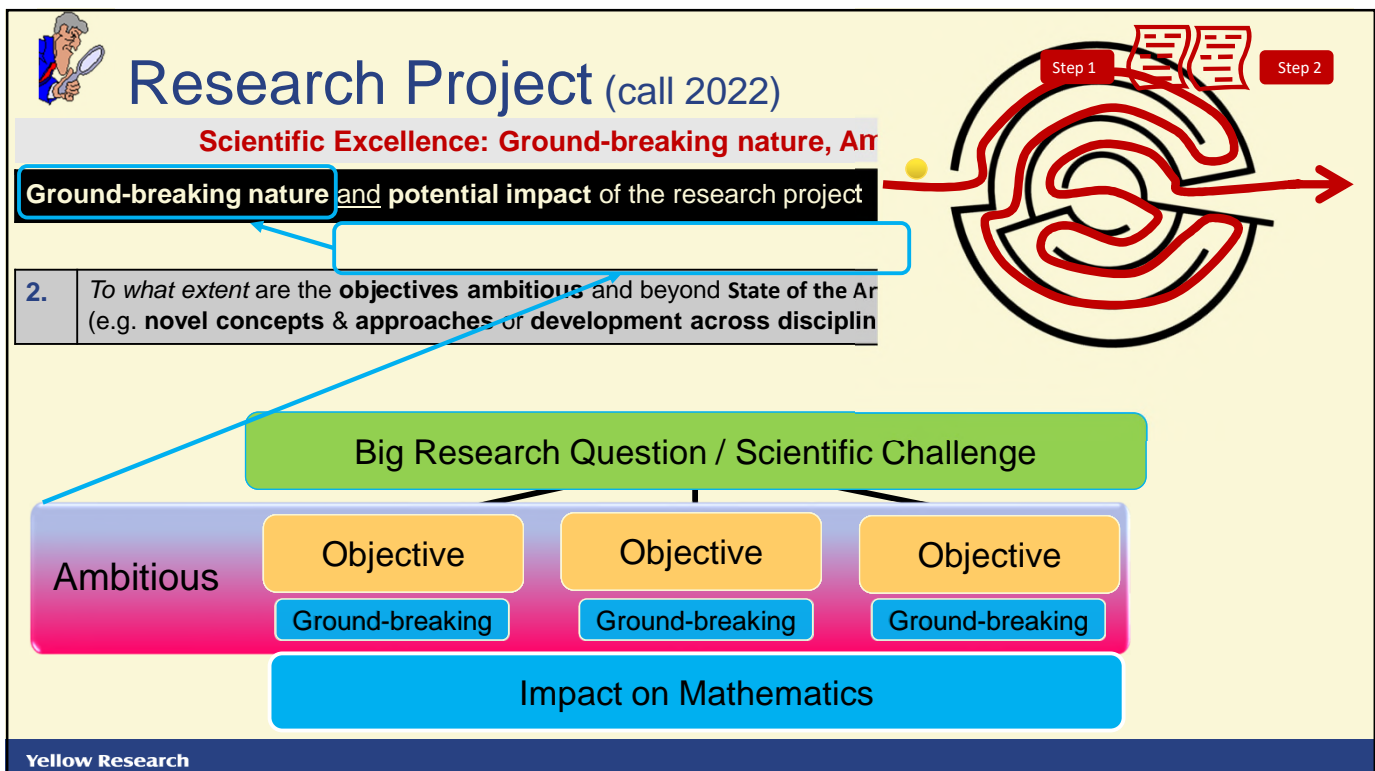 Research Project (call 2022)
Step 1
Step 2
Scientific Excellence: Ground-breaking nature, Am
Ground-breaking nature and potential impact of the research project
2. To what extent are the objectives ambitious and beyond State of the Ar
(e.g. novel concepts & approaches or development across disciplin
Big Research Question / Scientific Challenge
Ambitious
Objective
Objective
Objective
Ground-breaking
Ground-breaking
Ground-breaking
Impact on Mathematics
Yellow Research